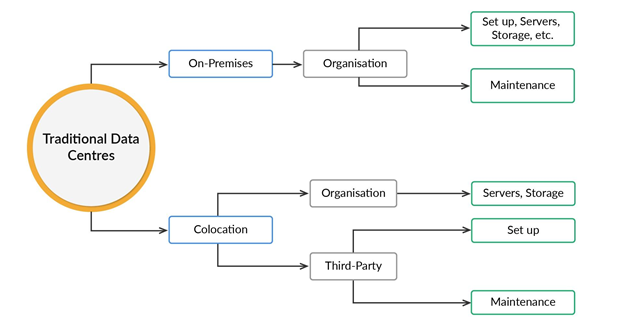 Traditional Data
Centres
On-Premises
Organisation
Set up, Servers,
Storage, etc.
Maintenance
Colocation
Organisation
Servers, Storage
Third-Party
Set up
Maintenance